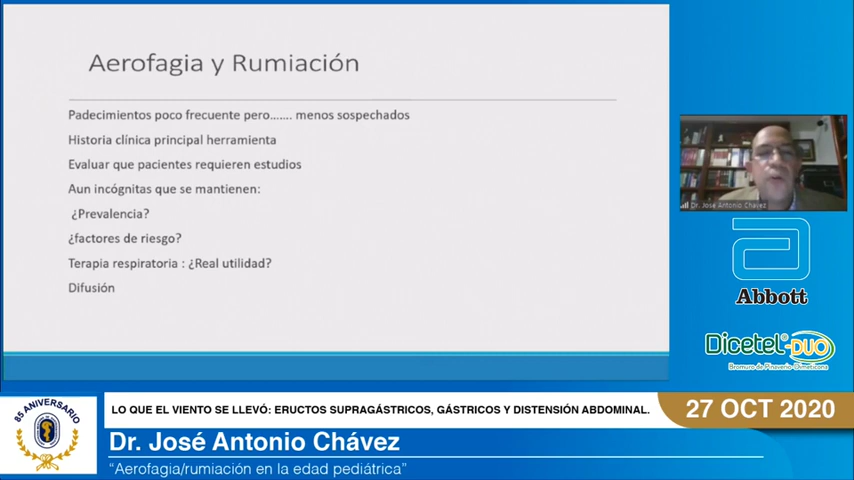 Aerofagia y Rumiación
Padecimientos poco frecuente pero....... menos sospechados
Historia clínica principal herramienta
Evaluar que pacientes requieren estudios
Aun incógnitas que se mantienen:
¿Prevalencia?
¿factores de riesgo?
Terapia respiratoria : ¿Real utilidad?
Difusión
Dr. José Antonio Chávez
Abbott
Dicetel®-DUO
Bromuro de Pinaverio-Dimeticona
85 ANIVERSARIO
LO QUE EL VIENTO SE LLEVÓ: ERUCTOS SUPRAGÁSTRICOS, GÁSTRICOS Y DISTENSIÓN ABDOMINAL.
27 OCT 2020
Dr. José Antonio Chávez
“Aerofagia/rumiación en la edad pediátrica”